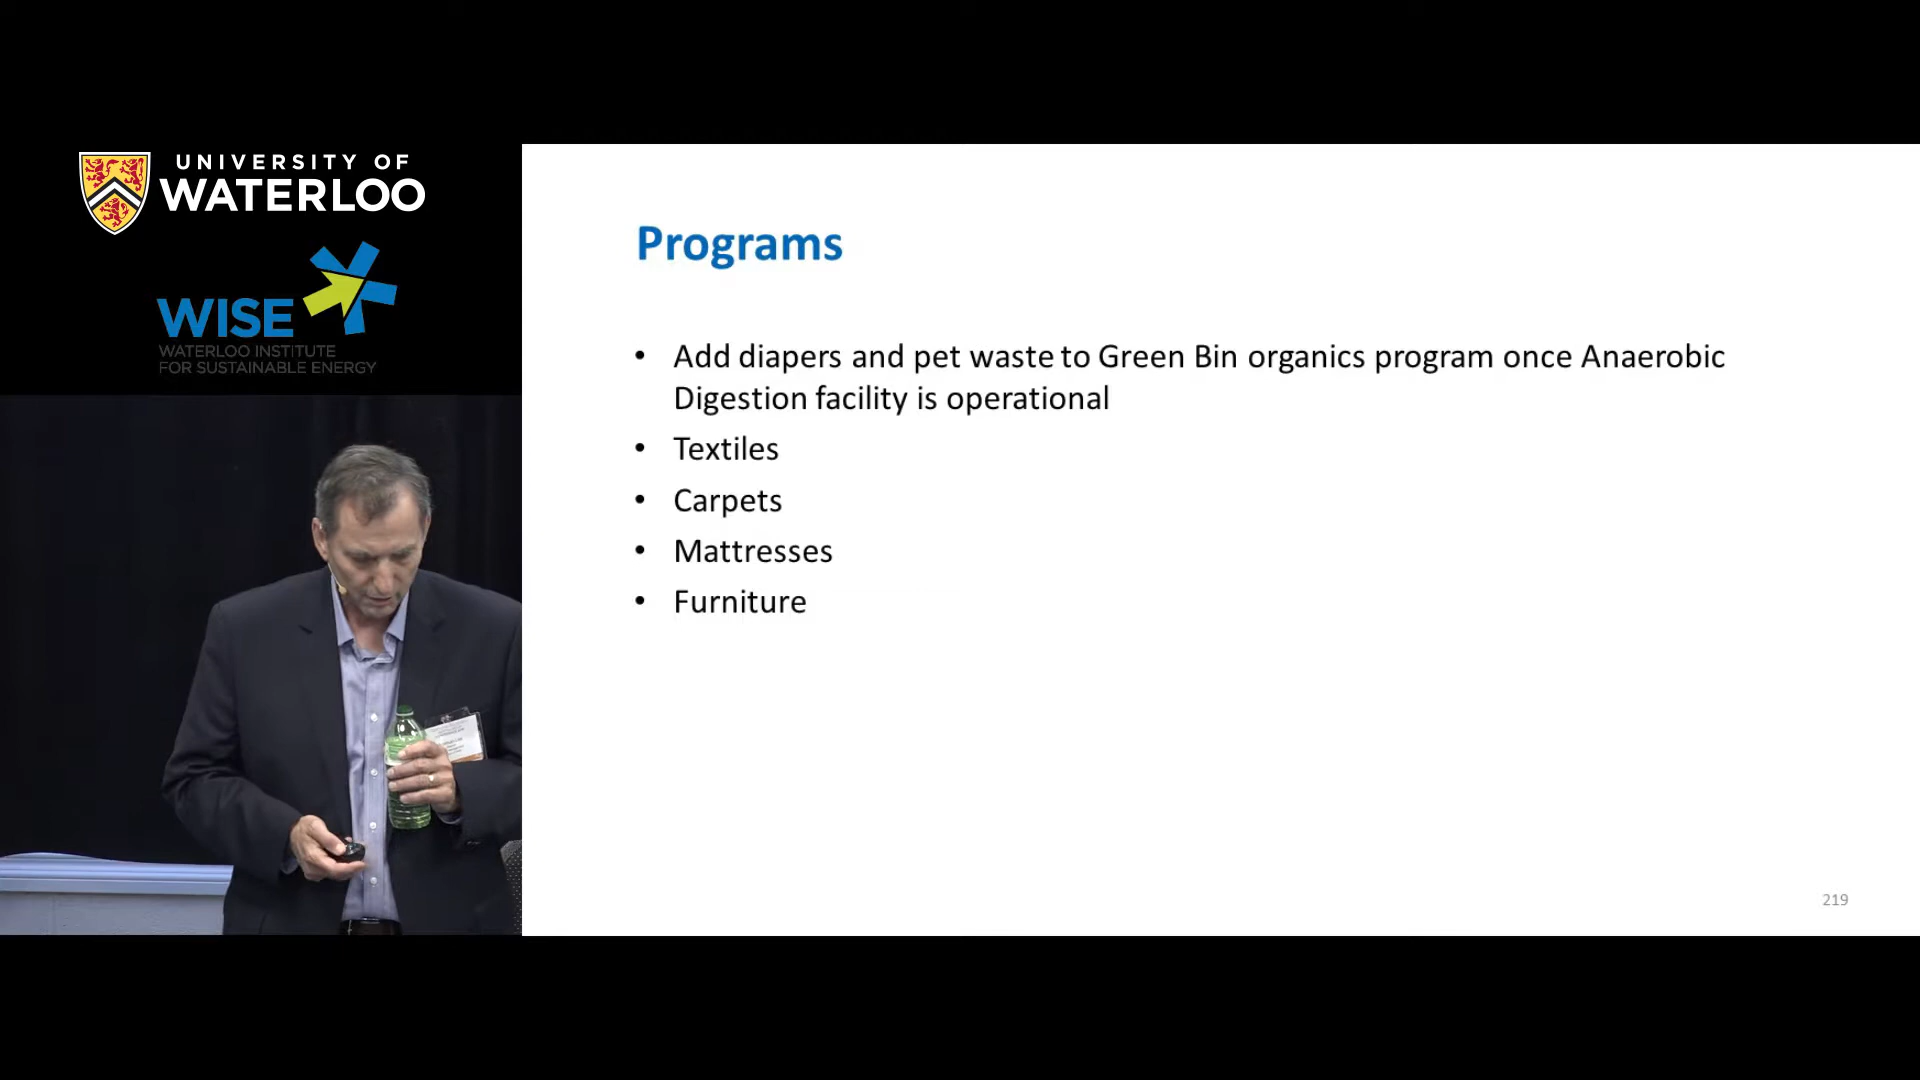 UNIVERSITY OF
WATERLOO
WISE
WATERLOO INSTITUTE
FOR SUSTAINABLE ENERGY
Programs
• Add diapers and pet waste to Green Bin organics program once Anaerobic
Digestion facility is operational
• Textiles
• Carpets
• Mattresses
• Furniture
219